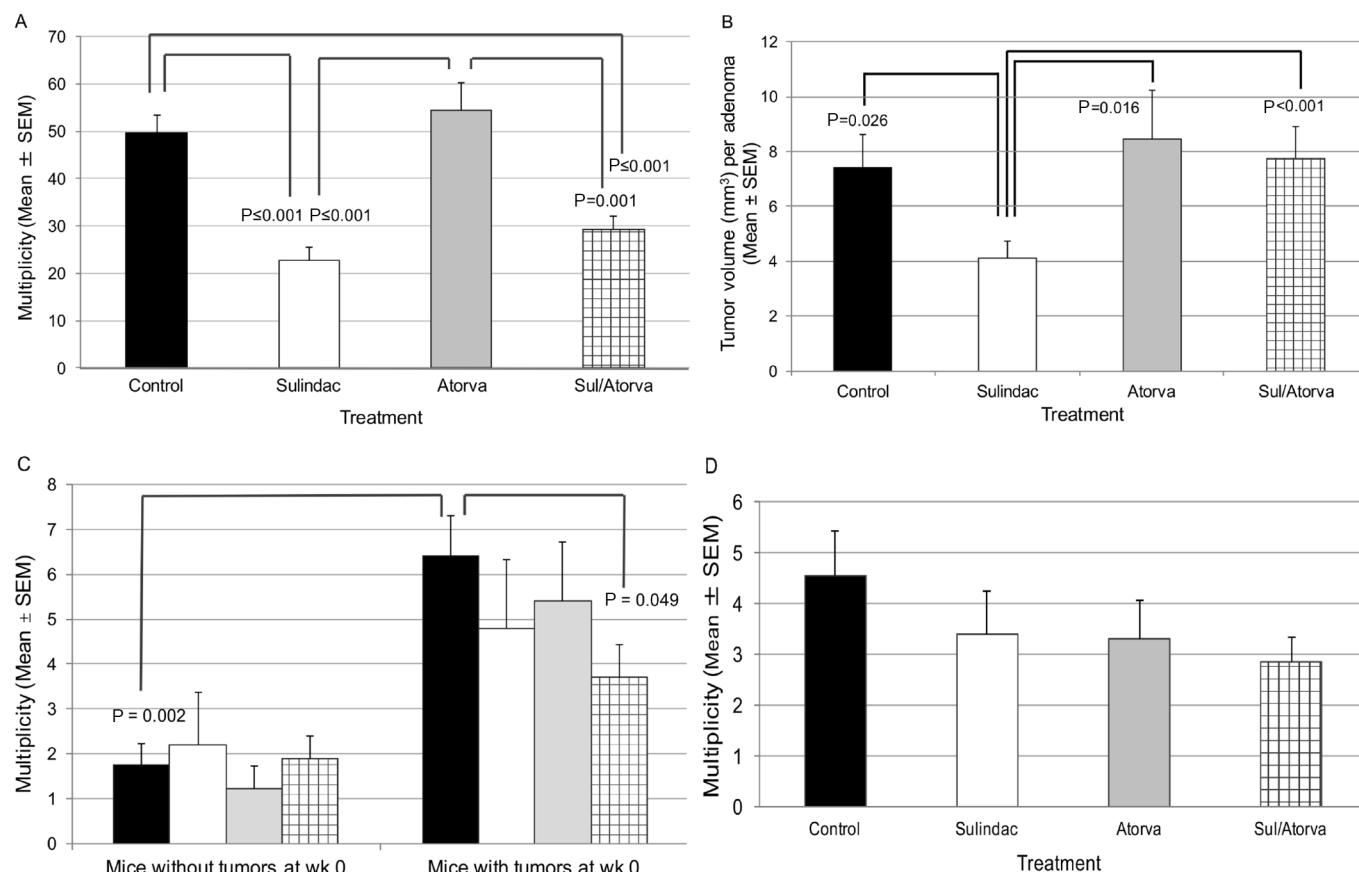 A
Multiplicity (Mean ± SEM)
70
60
50
40
30
20
10
0
P≤0.001
P≤0.001
P=0.001
P≤0.001
Control
Sulindac
Atorva
Sul/Atorva
Treatment
B
Tumor volume (mm³) per adenoma
(Mean ± SEM)
12
10
8
6
4
2
0
P=0.026
P=0.016
P<0.001
Control
Sulindac
Atorva
Sul/Atorva
Treatment
C
Multiplicity (Mean ± SEM)
8
7
6
5
4
3
2
1
0
P = 0.002
P = 0.049
Mice without tumors at wk 0
Mice with tumors at wk 0
D
Multiplicity (Mean ± SEM)
6
5
4
3
2
1
0
Control
Sulindac
Atorva
Sul/Atorva
Treatment